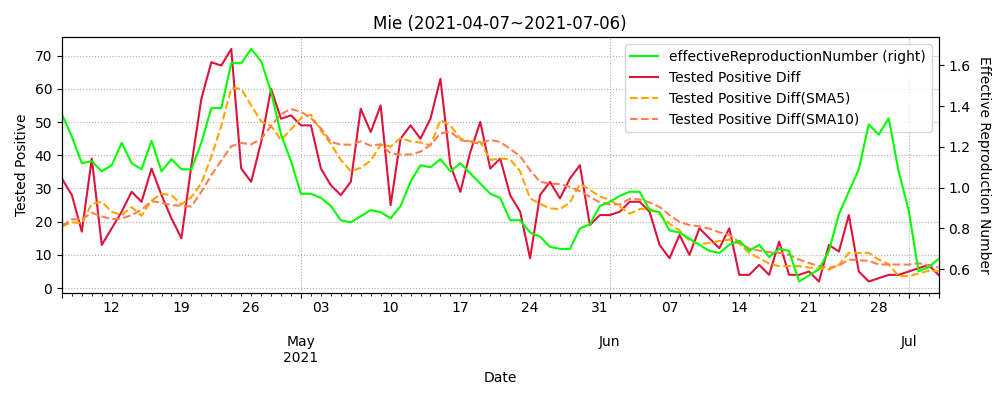 Mie (2021-04-07~2021-07-06)
effectiveReproductionNumber (right)
Tested Positive Diff
Tested Positive Diff(SMA5)
Tested Positive Diff(SMA10)
Tested Positive
70
60
50
40
30
20
10
0
1.6
1.4
1.2
1.0
0.8
0.6
Effective Reproduction Number
12 19 26 03 10 17 24 31 07 14 21 28
May Jun Jul
2021
Date